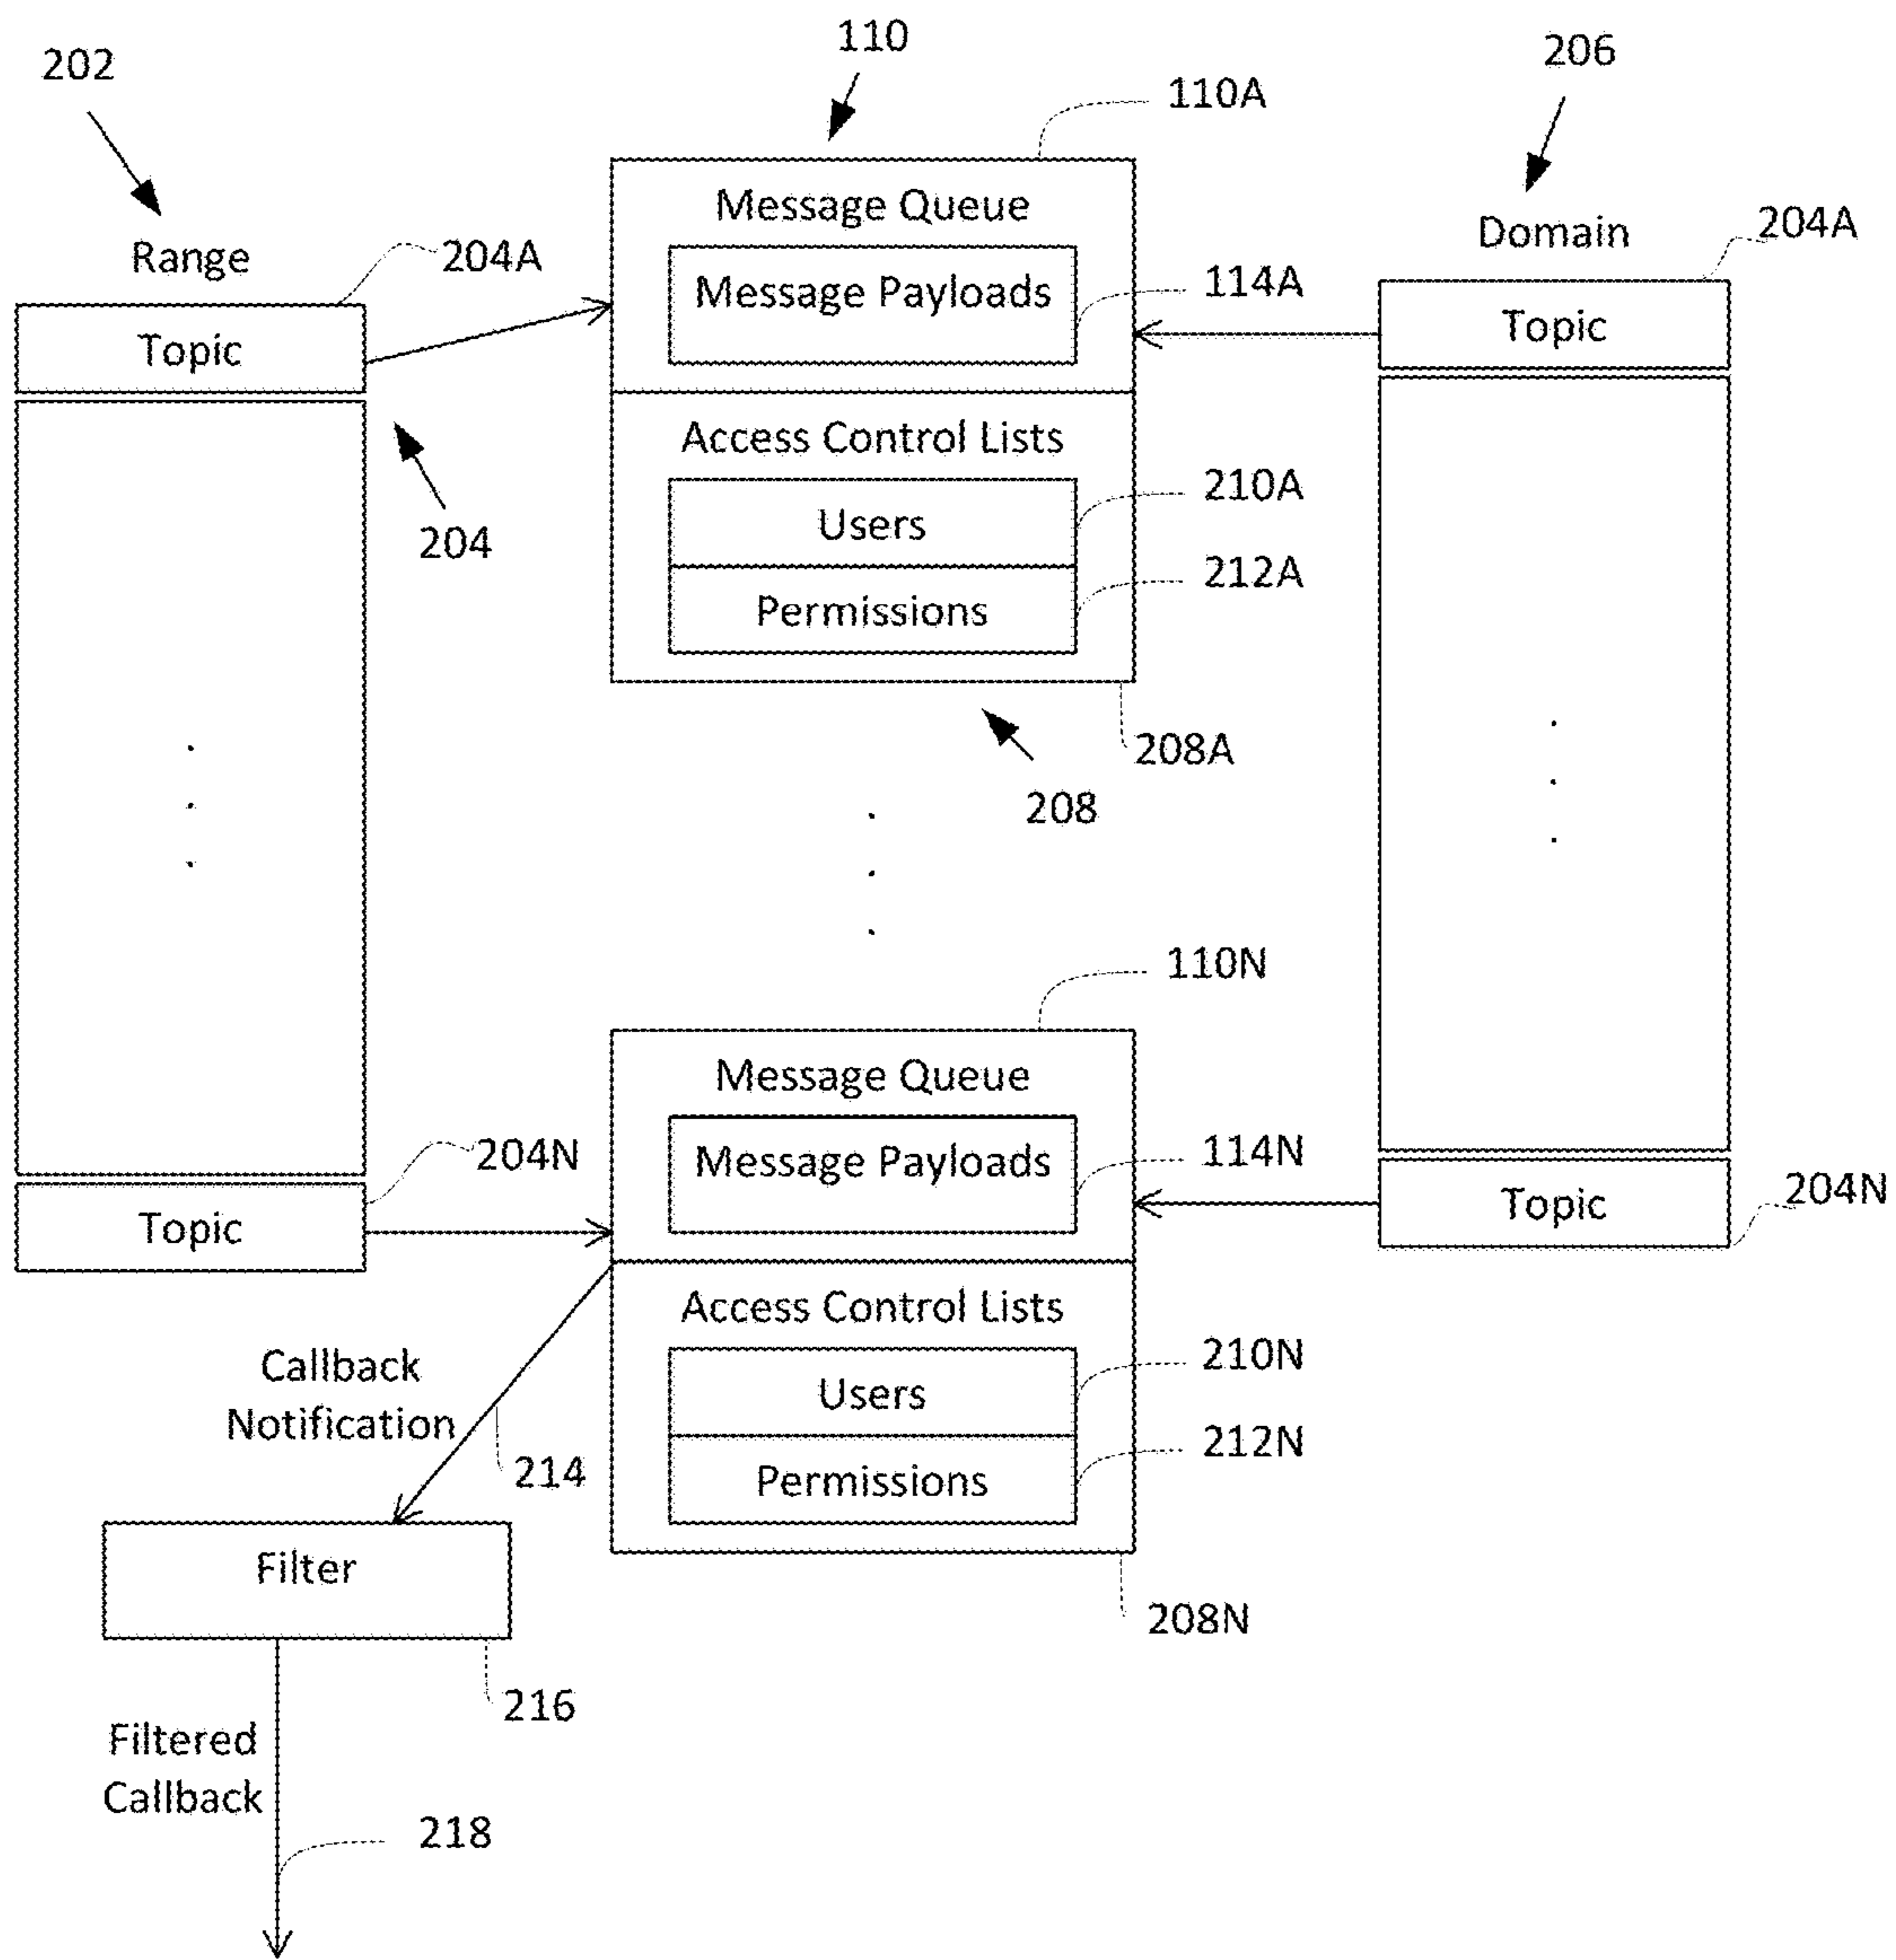 110
202
206
110A
Message Queue
Range
204A
Domain
204A
Message Payloads
114A
Topic
Topic
Access Control Lists
204
Users
210A
Permissions
212A
208A
208
110N
Message Queue
204N
Message Payloads
114N
Topic
Topic
204N
Access Control Lists
Callback
Notification
214
Users
210N
Permissions
212N
Filter
208N
216
Filtered
Callback
218